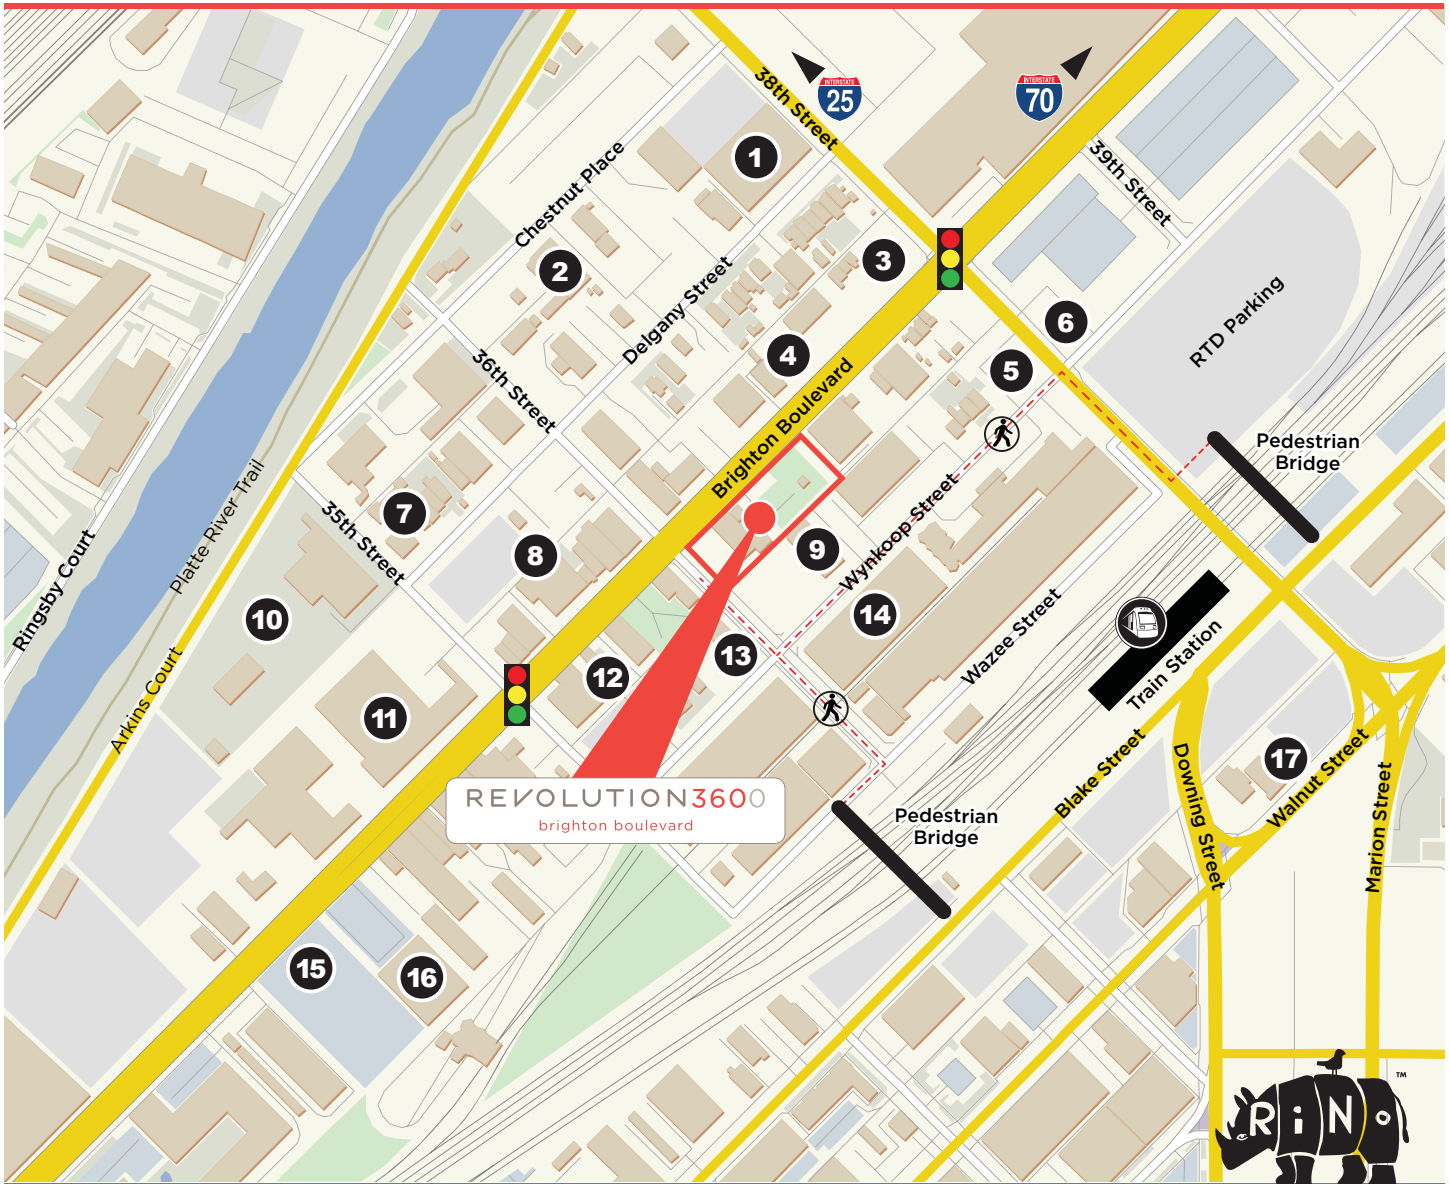 38th Street
INTERSTATE
25
INTERSTATE
70
39th Street
1
Chestnut Place
2
3
Delgany Street
6
RTD Parking
5
4
36th Street
Brighton Boulevard
Pedestrian
Bridge
Platte River Trail
Ringsby Court
35th Street
7
8
9
Wynkoop Street
10
14
Wazee Street
Arkins Court
13
12
11
Train Station
REVOLUTION3600
brighton boulevard
Pedestrian
Bridge
Blake Street
Downing Street
17
Walnut Street
Marion Street
15
16
RiNo
TM